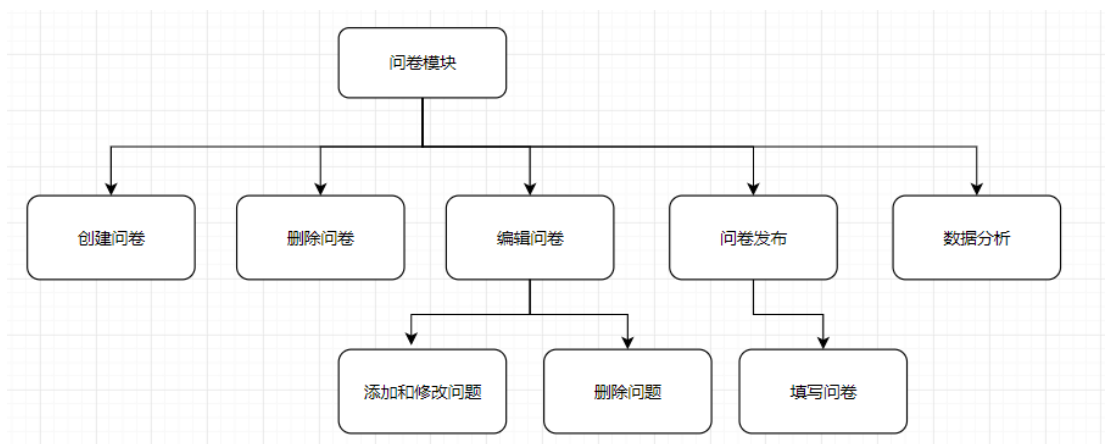 问卷模块
创建问卷
删除问卷
编辑问卷
问卷发布
数据分析
添加和修改问题
删除问题
填写问卷